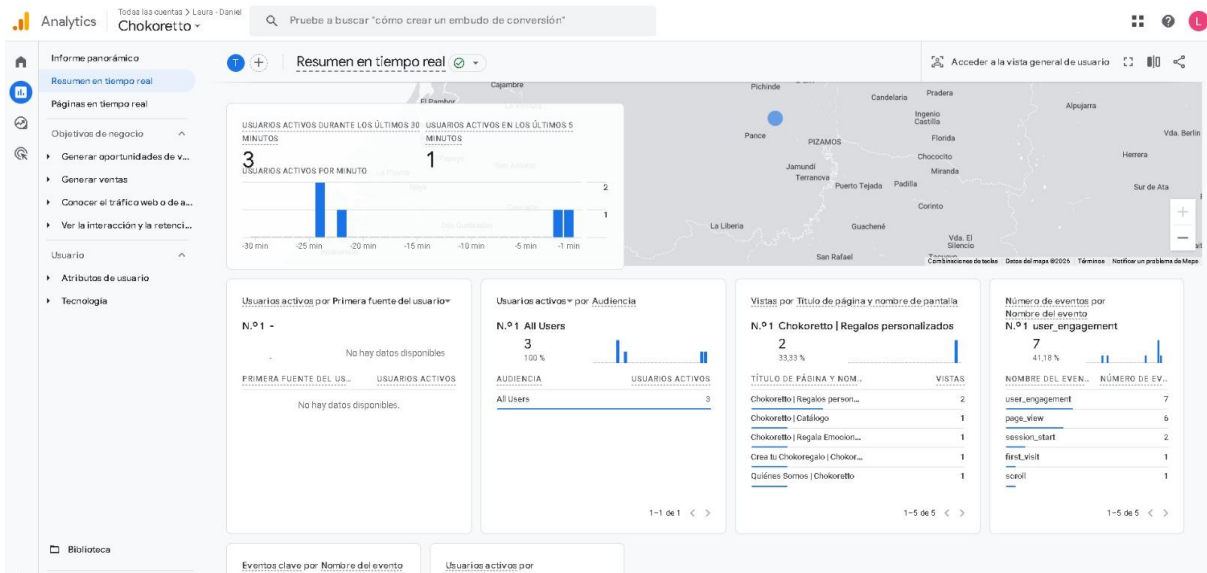 Analytics
Todas las cuentas > Laura - Daniel
Chokoretto
Pruebe a buscar "cómo crear un embudo de conversión"
L
Informe panorámico
Resumen en tiempo real
Páginas en tiempo real
Objetivos de negocio
Generar oportunidades de v...
Generar ventas
Conocer el tráfico web o de a...
Ver la interacción y la retenci...
Usuario
Atributos de usuario
Tecnología
Biblioteca
T
Resumen en tiempo real
Acceder a la vista general de usuario
Cajambre
El Pambor
Pichinde
Candelaria
Pradera
Alpujarra
Ingenio
Castilla
Pance
PIZAMOS
Florida
Vda. Berlin
Chococito
Herrera
Jamundí
Miranda
Terranova
Puerto Tejada
Padilla
Sur de Ata
Corinto
La Liberia
Guachené
Vda. El
Silencio
San Rafael
Combinaciones de teclas
Datos del mapa ©2026
Términos
Notificar un problema de Maps
USUARIOS ACTIVOS DURANTE LOS ÚLTIMOS 30
MINUTOS
3
USUARIOS ACTIVOS EN LOS ÚLTIMOS 5
MINUTOS
1
USUARIOS ACTIVOS POR MINUTO
2
1
-30 min -25 min -20 min -15 min -10 min -5 min -1 min
Usuarios activos por Primera fuente del usuario
N.º 1 -
-
No hay datos disponibles
PRIMERA FUENTE DEL US... USUARIOS ACTIVOS
No hay datos disponibles.
Usuarios activos por Audiencia
N.º 1 All Users
3
100 %
AUDIENCIA USUARIOS ACTIVOS
All Users 3
1-1 de 1
Vistas por Título de página y nombre de pantalla
N.º 1 Chokoretto | Regalos personalizados
2
33,33 %
TÍTULO DE PÁGINA Y NOM... VISTAS
Chokoretto | Regalos person... 2
Chokoretto | Catálogo 1
Chokoretto | Regala Emocion... 1
Crea tu Chokoregalo | Chokor... 1
Quiénes Somos | Chokoretto 1
1-5 de 5
Número de eventos por
Nombre del evento
N.º 1 user_engagement
7
41,18 %
NOMBRE DEL EVEN... NÚMERO DE EV...
user_engagement 7
page_view 6
session_start 2
first_visit 1
scroll 1
1-5 de 5
Eventos clave por Nombre del evento
Usuarios activos por